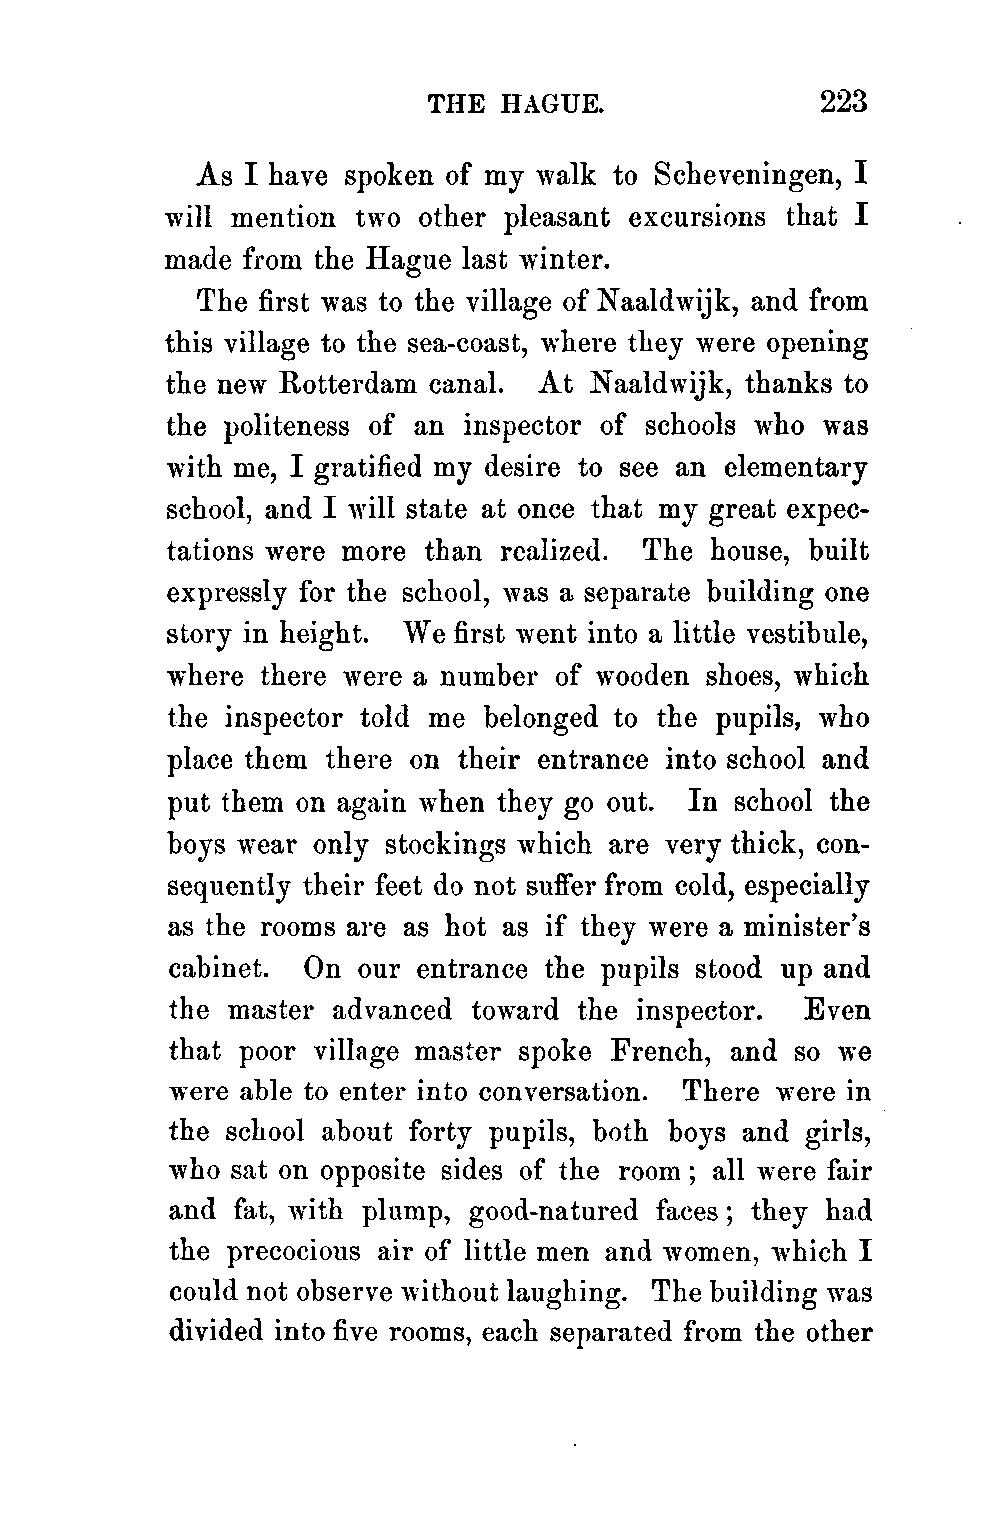 THE HAGUE. 223
As I have spoken of my walk to Scheveningen, I
will mention two other pleasant excursions that I
made from the Hague last winter.
The first was to the village of Naaldwijk, and from
this village to the sea-coast, where they were opening
the new Rotterdam canal. At Naaldwijk, thanks to
the politeness of an inspector of schools who was
with me, I gratified my desire to see an elementary
school, and I will state at once that my great expec-
tations were more than realized. The house, built
expressly for the school, was a separate building one
story in height. We first went into a little vestibule,
where there were a number of wooden shoes, which
the inspector told me belonged to the pupils, who
place them there on their entrance into school and
put them on again when they go out. In school the
boys wear only stockings which are very thick, con-
sequently their feet do not suffer from cold, especially
as the rooms are as hot as if they were a minister's
cabinet. On our entrance the pupils stood up and
the master advanced toward the inspector. Even
that poor village master spoke French, and so we
were able to enter into conversation. There were in
the school about forty pupils, both boys and girls,
who sat on opposite sides of the room; all were fair
and fat, with plump, good-natured faces; they had
the precocious air of little men and women, which I
could not observe without laughing. The building was
divided into five rooms, each separated from the other